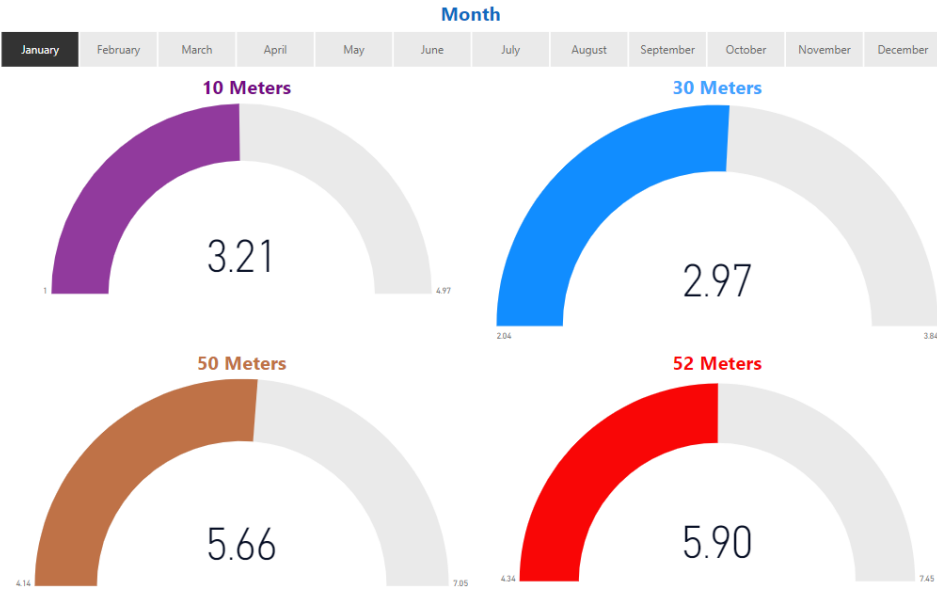 Month
January February March April May June July August September October November December
10 Meters
3.21
1 4.97
30 Meters
2.97
2.04 3.84
50 Meters
5.66
4.14 7.05
52 Meters
5.90
4.34 7.45